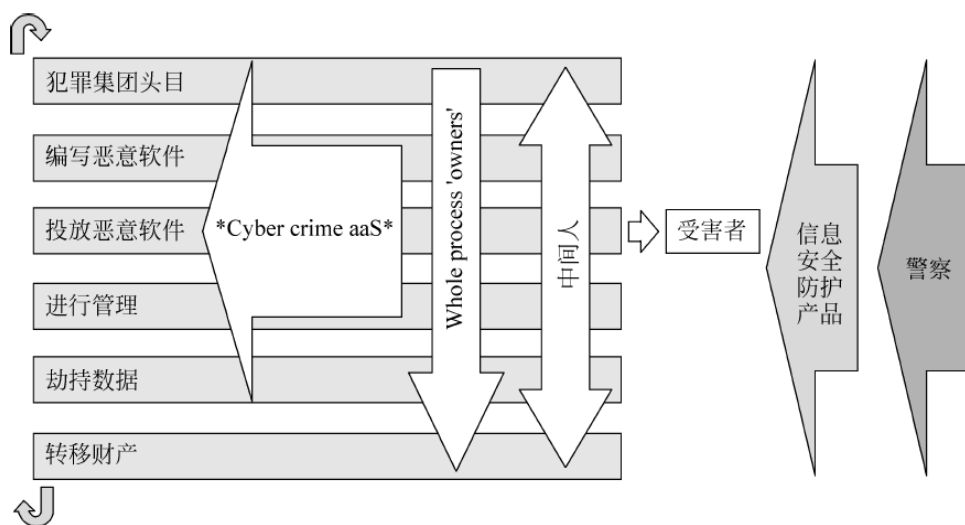 犯罪集团头目
编写恶意软件
投放恶意软件
进行管理
劫持数据
转移财产
*Cyber crime aaS*
Whole process 'owners'
中间人
受害者
信息
安全
防护
产品
警察